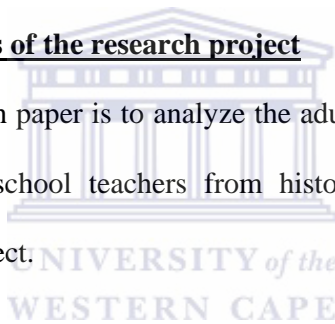 s of the research project
n paper is to analyze the adu
school teachers from histo
ect.
UNIVERSITY of the
WESTERN CAPE